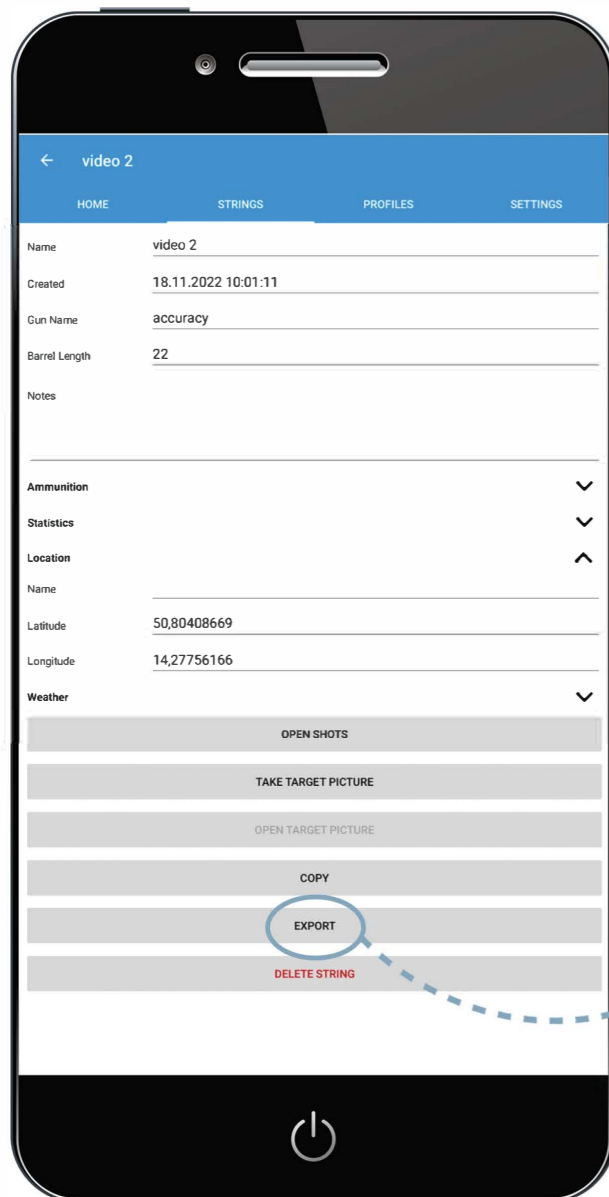 ← video 2
HOME STRINGS PROFILES SETTINGS
Name video 2
Created 18.11.2022 10:01:11
Gun Name accuracy
Barrel Length 22
Notes
Ammunition
Statistics
Location
Name
Latitude 50,80408669
Longitude 14,27756166
Weather
OPEN SHOTS
TAKE TARGET PICTURE
OPEN TARGET PICTURE
COPY
EXPORT
DELETE STRING